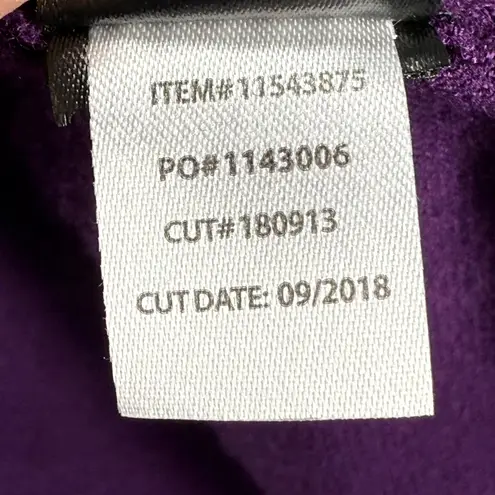 ITEM# 11543875
PO# 1143006
CUT# 180913
CUT DATE: 09/2018